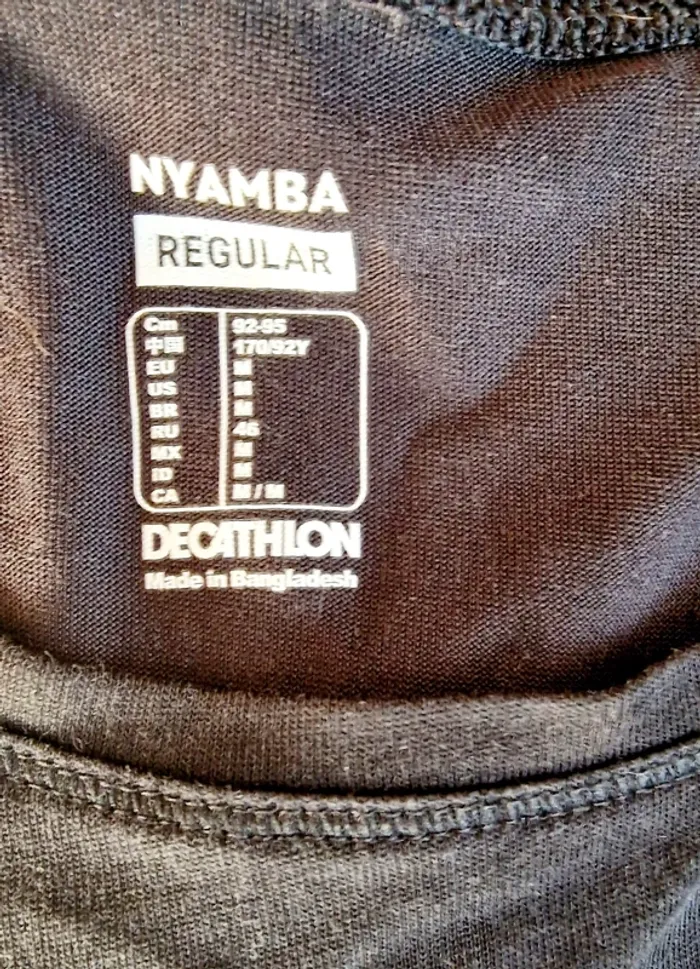 NYAMBA
REGULAR
Cm 92-95
中国 170/92Y
EU M
US M
BR M
RU 46
MX M
ID M
CA M / M
DECATHLON
Made in Bangladesh